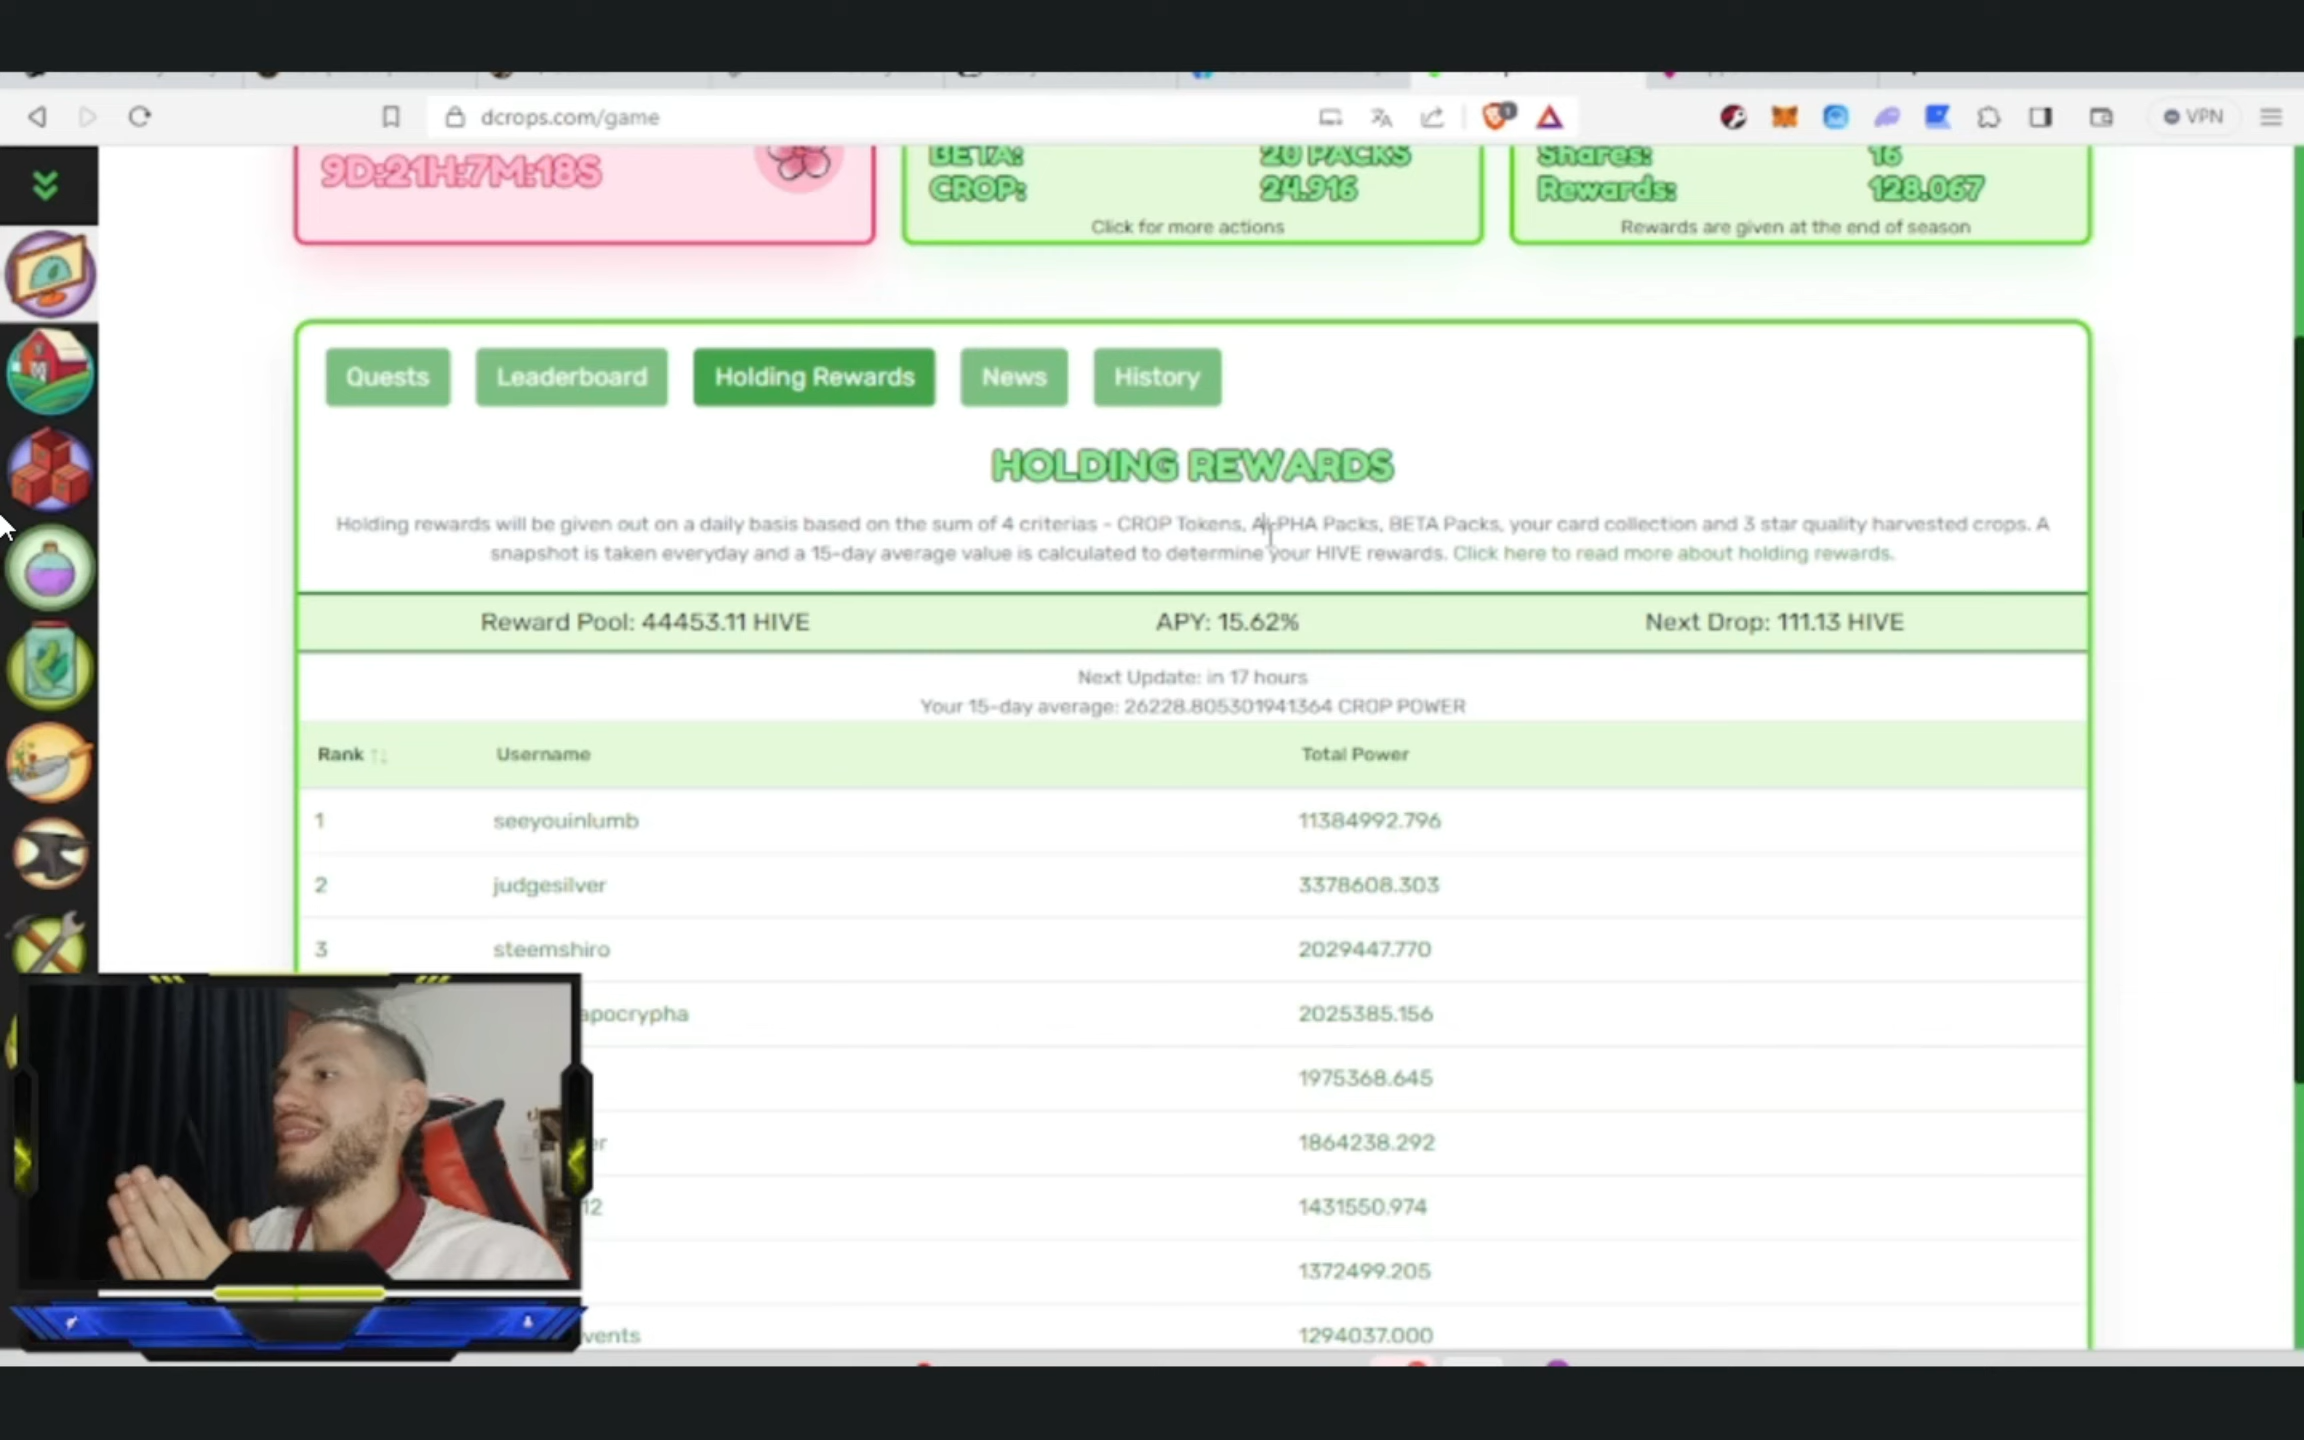 dcrops.com/game
VPN
9D:21H:7M:18S
BETA: 20 PACKS
CROP: 24.916
Click for more actions
Shares: 16
Rewards: 128.067
Rewards are given at the end of season
Quests Leaderboard Holding Rewards News History
HOLDING REWARDS
Holding rewards will be given out on a daily basis based on the sum of 4 criterias - CROP Tokens, ALPHA Packs, BETA Packs, your card collection and 3 star quality harvested crops. A
snapshot is taken everyday and a 15-day average value is calculated to determine your HIVE rewards. Click here to read more about holding rewards.
Reward Pool: 44453.11 HIVE APY: 15.62% Next Drop: 111.13 HIVE
Next Update: in 17 hours
Your 15-day average: 26228.805301941364 CROP POWER
Rank Username Total Power
1 seeyouinlumb 11384992.796
2 judgesilver 3378608.303
3 steemshiro 2029447.770
apocrypha 2025385.156
1975368.645
er 1864238.292
12 1431550.974
1372499.205
vents 1294037.000